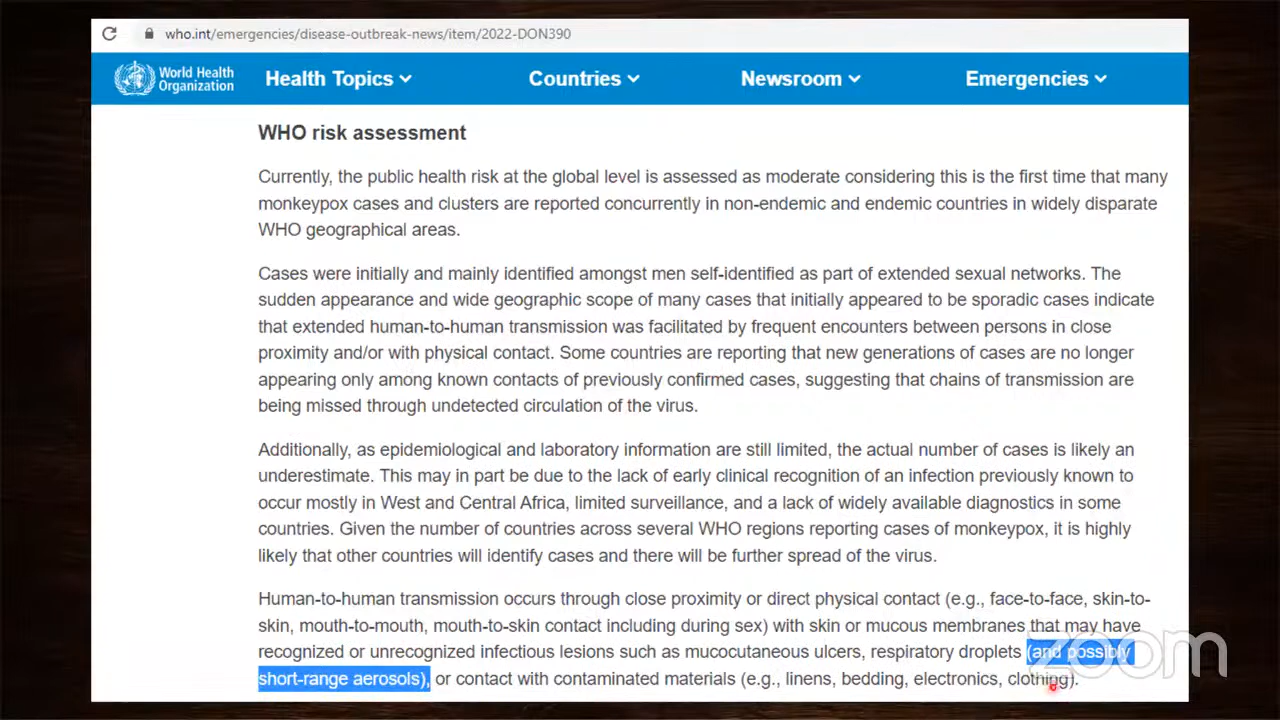 who.int/emergencies/disease-outbreak-news/item/2022-DON390
World Health
Organization
Health Topics
Countries
Newsroom
Emergencies
WHO risk assessment
Currently, the public health risk at the global level is assessed as moderate considering this is the first time that many
monkeypox cases and clusters are reported concurrently in non-endemic and endemic countries in widely disparate
WHO geographical areas.
Cases were initially and mainly identified amongst men self-identified as part of extended sexual networks. The
sudden appearance and wide geographic scope of many cases that initially appeared to be sporadic cases indicate
that extended human-to-human transmission was facilitated by frequent encounters between persons in close
proximity and/or with physical contact. Some countries are reporting that new generations of cases are no longer
appearing only among known contacts of previously confirmed cases, suggesting that chains of transmission are
being missed through undetected circulation of the virus.
Additionally, as epidemiological and laboratory information are still limited, the actual number of cases is likely an
underestimate. This may in part be due to the lack of early clinical recognition of an infection previously known to
occur mostly in West and Central Africa, limited surveillance, and a lack of widely available diagnostics in some
countries. Given the number of countries across several WHO regions reporting cases of monkeypox, it is highly
likely that other countries will identify cases and there will be further spread of the virus.
Human-to-human transmission occurs through close proximity or direct physical contact (e.g., face-to-face, skin-to-
skin, mouth-to-mouth, mouth-to-skin contact including during sex) with skin or mucous membranes that may have
recognized or unrecognized infectious lesions such as mucocutaneous ulcers, respiratory droplets (and possibly
short-range aerosols), or contact with contaminated materials (e.g., linens, bedding, electronics, clothing).
zoom